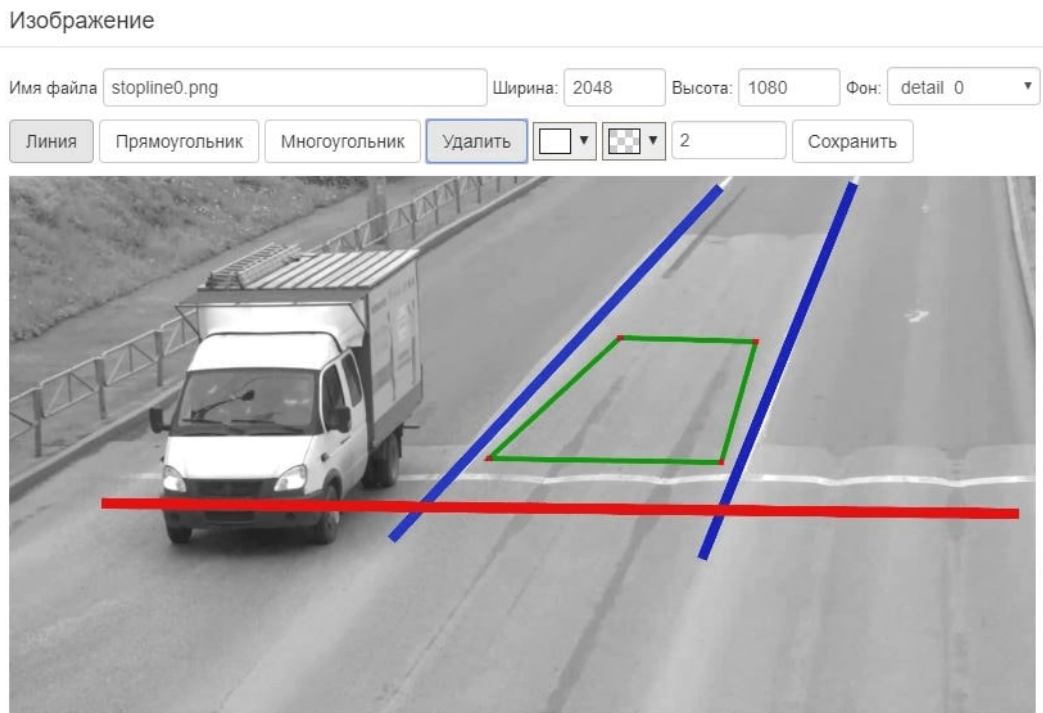 Изображение
Имя файла stopline0.png Ширина: 2048 Высота: 1080 Фон: detail 0
Линия Прямоугольник Многоугольник Удалить 2 Сохранить